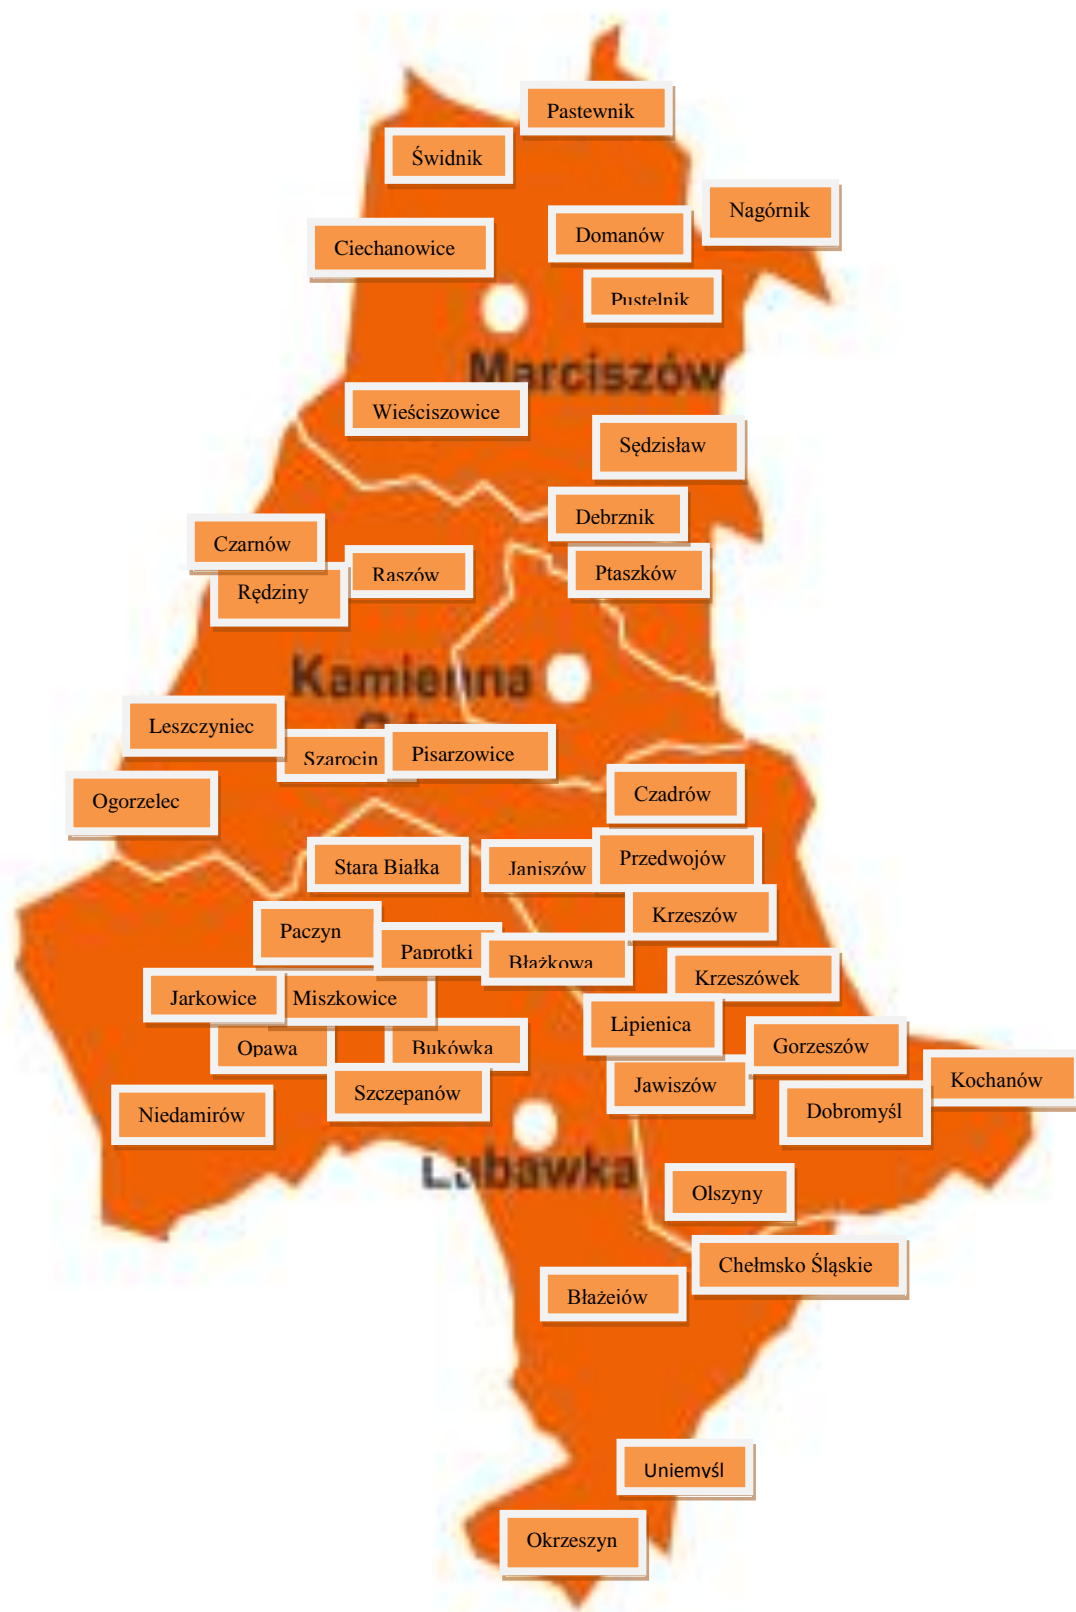 Pastewnik
Świdnik
Nagórnik
Domanów
Ciechanowice
Pustelnik
Marciszów
Wieściszowice
Sędzisław
Debrznik
Czarnów
Raszów
Ptaszków
Rędziny
Kamienna
Leszczyniec
Szarocin
Pisarzowice
Ogorzelec
Czadrów
Stara Białka
Janiszów
Przedwojów
Krzeszów
Paczyn
Paprotki
Błażkowa
Krzeszówek
Jarkowice
Miszkowice
Lipienica
Opawa
Bukówka
Gorzeszów
Kochanów
Szczepanów
Jawiszów
Niedamirów
Dobromyśl
Lubawka
Olszyny
Chełmsko Śląskie
Błażejów
Uniemyśl
Okrzeszyn